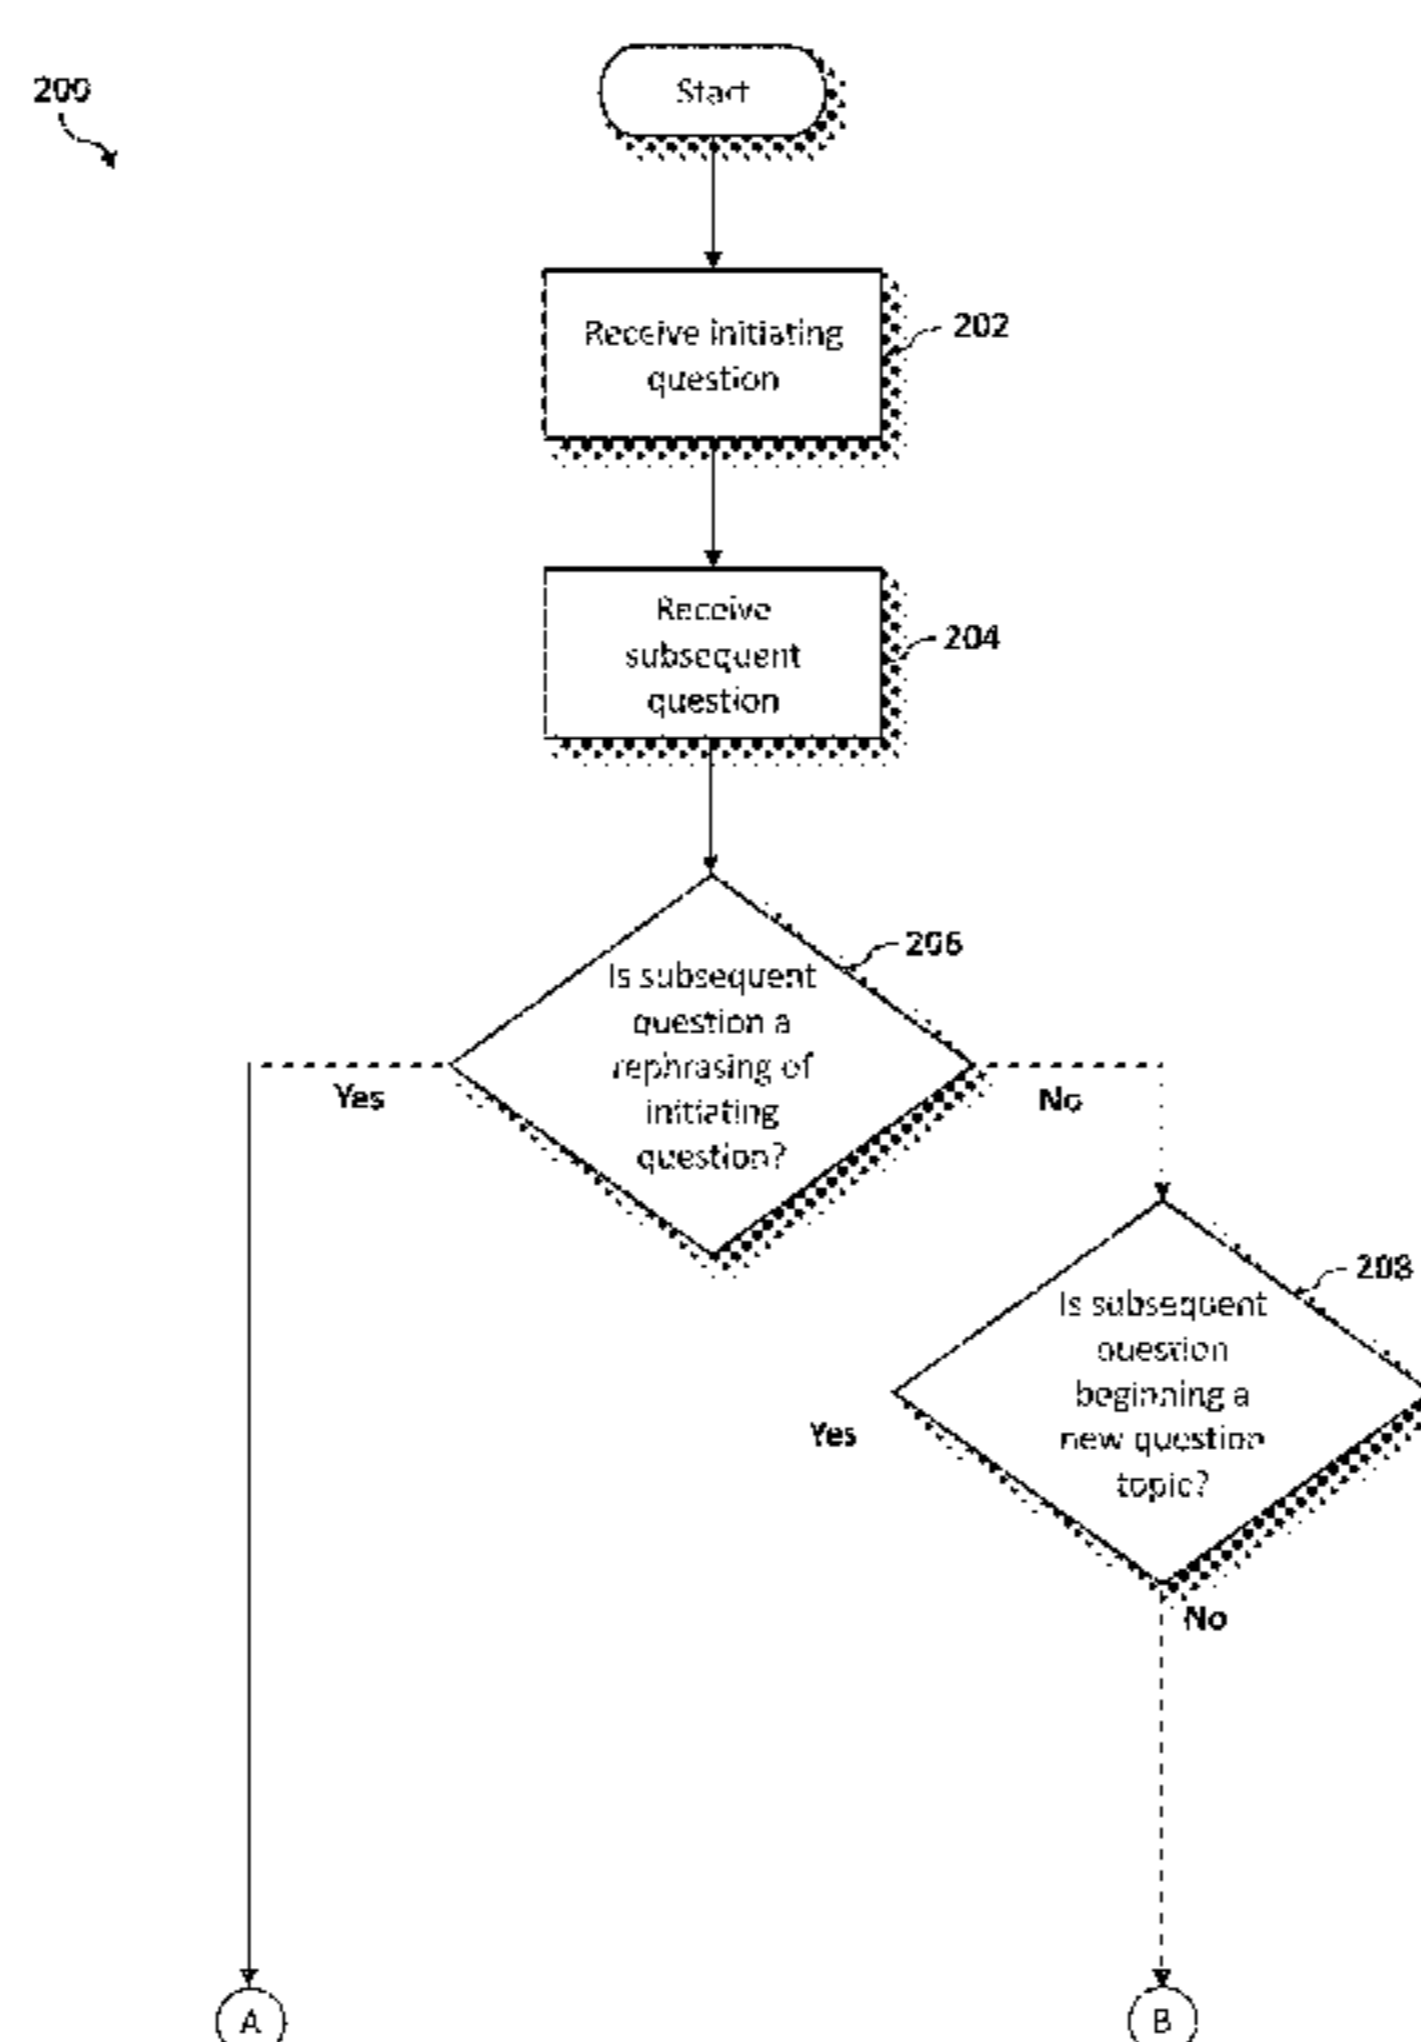 200
Start
Receive initiating
question
202
Receive
subsequent
question
204
206
Is subsequent
question a
rephrasing of
initiating
question?
Yes
No
208
Is subsequent
question
beginning a
new question
topic?
Yes
No
A
B